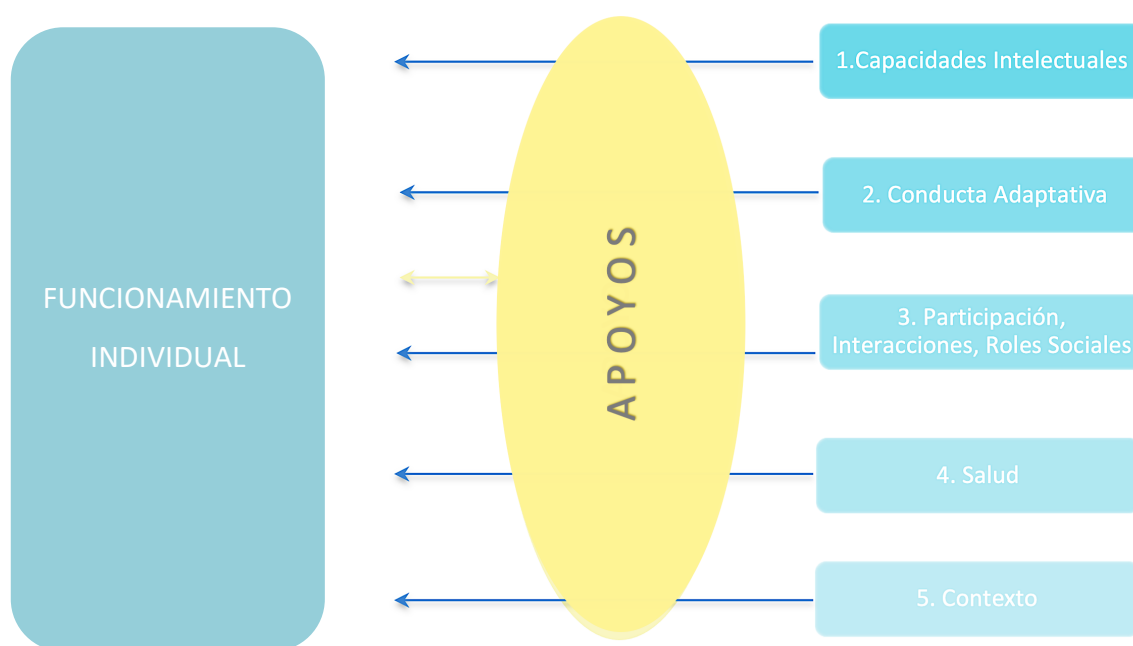 FUNCIONAMIENTO
INDIVIDUAL
APOYOS
1.Capacidades Intelectuales
2. Conducta Adaptativa
3. Participación,
Interacciones, Roles Sociales
4. Salud
5. Contexto